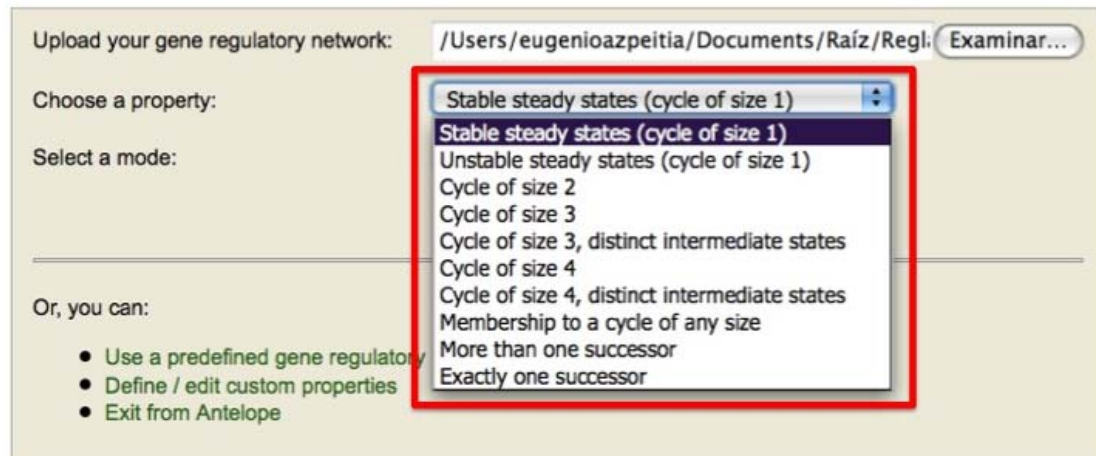 Upload your gene regulatory network: /Users/eugenioazpeitia/Documents/Raíz/Regl Examinar...
Choose a property: Stable steady states (cycle of size 1)
Stable steady states (cycle of size 1)
Select a mode:
Unstable steady states (cycle of size 1)
Cycle of size 2
Cycle of size 3
Cycle of size 3, distinct intermediate states
Cycle of size 4
Cycle of size 4, distinct intermediate states
Membership to a cycle of any size
More than one successor
Exactly one successor
Or, you can:
• Use a predefined gene regulatory
• Define / edit custom properties
• Exit from Antelope